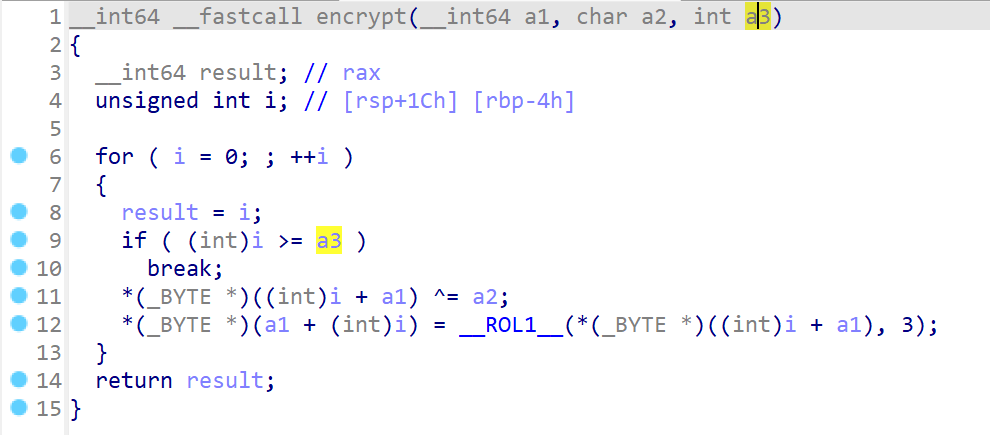 1 __int64 __fastcall encrypt(__int64 a1, char a2, int a3)
2 {
3   __int64 result; // rax
4   unsigned int i; // [rsp+1Ch] [rbp-4h]
5
6   for ( i = 0; ; ++i )
7   {
8     result = i;
9     if ( (int)i >= a3 )
10       break;
11     *(_BYTE *)((int)i + a1) ^= a2;
12     *(_BYTE *)(a1 + (int)i) = __ROL1__(*(_BYTE *)((int)i + a1), 3);
13   }
14   return result;
15 }